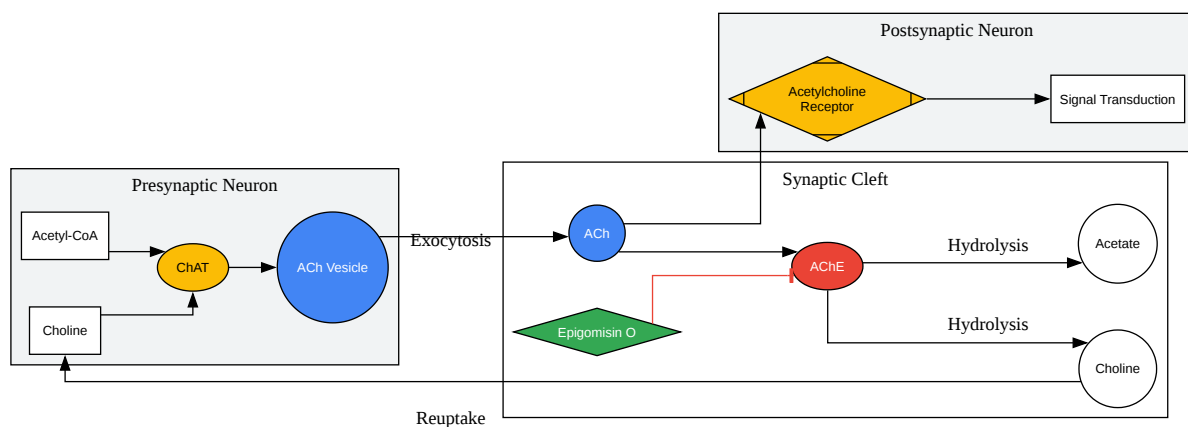 Postsynaptic Neuron
Acetylcholine
Receptor
Signal Transduction
Presynaptic Neuron
Synaptic Cleft
Acetyl-CoA
ChAT
ACh Vesicle
Exocytosis
ACh
AChE
Hydrolysis
Acetate
Choline
Epigomisin O
Hydrolysis
Choline
Reuptake